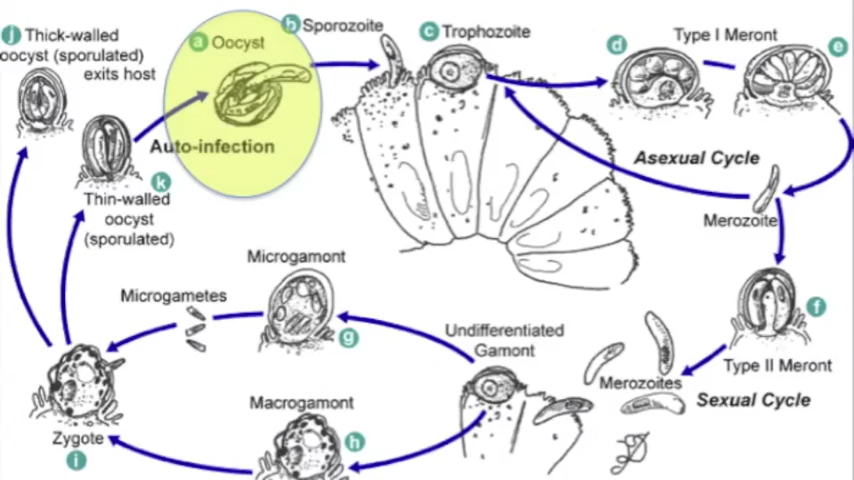 j Thick-walled
oocyst (sporulated)
exits host
a Oocyst
b Sporozoite
c Trophozoite
d
Type I Meront
e
Auto-infection
k
Thin-walled
oocyst
(sporulated)
Asexual Cycle
Merozoite
f
Type II Meront
Merozoites
Sexual Cycle
Undifferentiated
Gamont
Microgamont
g
Microgametes
Macrogamont
h
Zygote
i